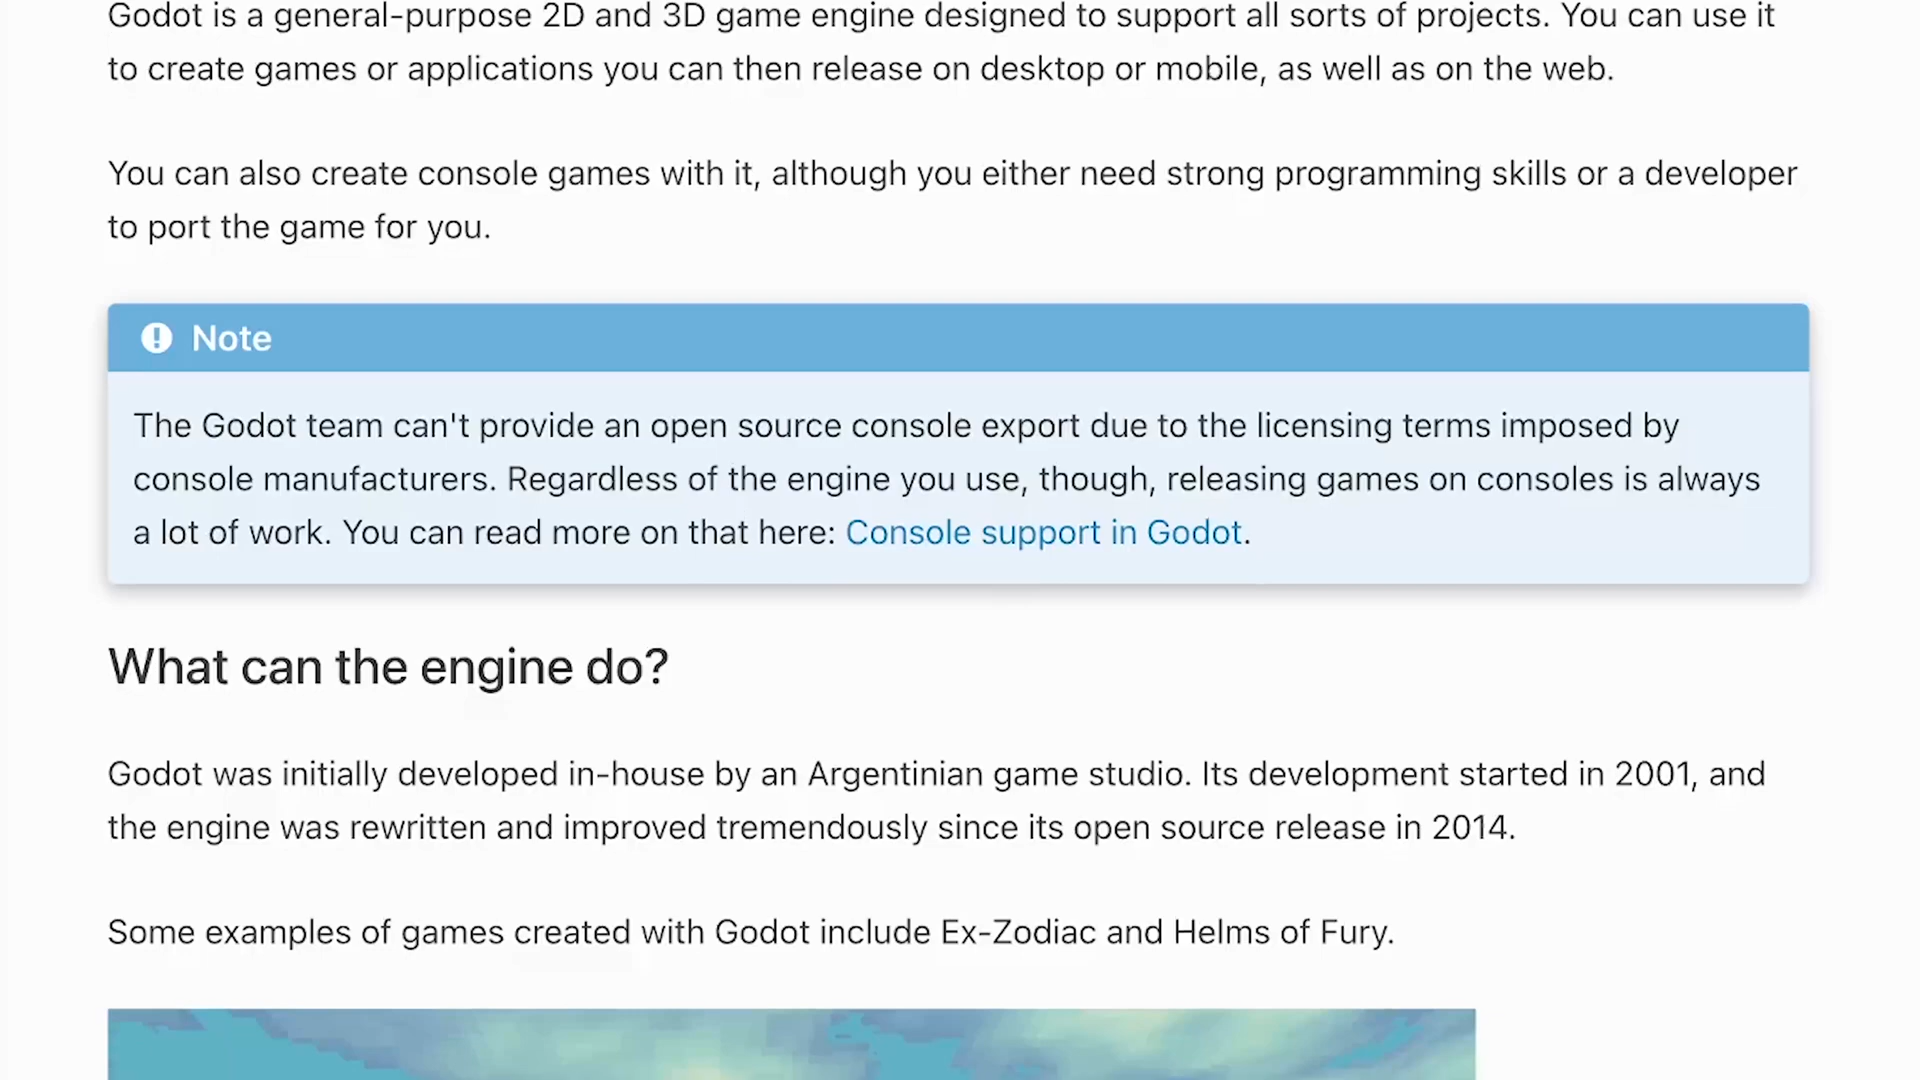 Godot is a general-purpose 2D and 3D game engine designed to support all sorts of projects. You can use it
to create games or applications you can then release on desktop or mobile, as well as on the web.
You can also create console games with it, although you either need strong programming skills or a developer
to port the game for you.
Note
The Godot team can't provide an open source console export due to the licensing terms imposed by
console manufacturers. Regardless of the engine you use, though, releasing games on consoles is always
a lot of work. You can read more on that here: Console support in Godot.
What can the engine do?
Godot was initially developed in-house by an Argentinian game studio. Its development started in 2001, and
the engine was rewritten and improved tremendously since its open source release in 2014.
Some examples of games created with Godot include Ex-Zodiac and Helms of Fury.